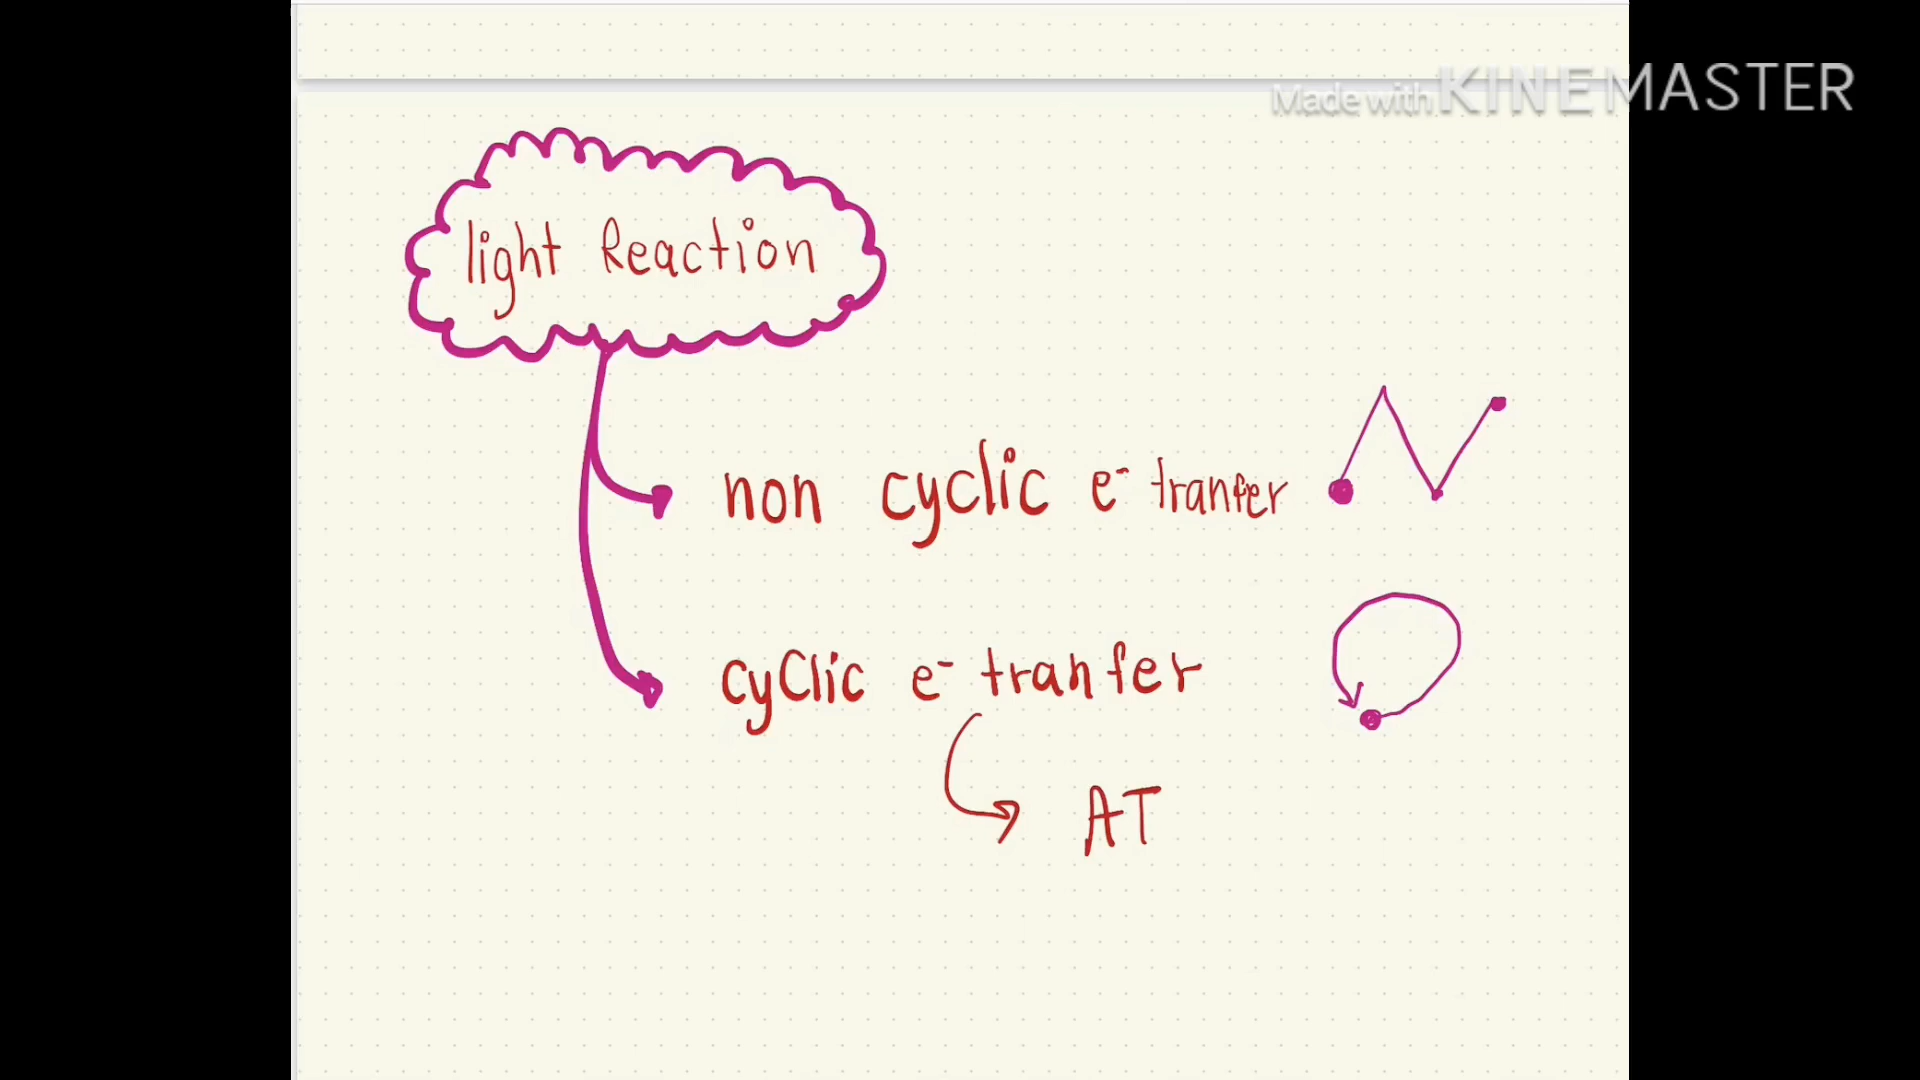 Made with KINEMASTER
light Reaction
non cyclic e⁻ tranfer
cyclic e⁻ tranfer
AT